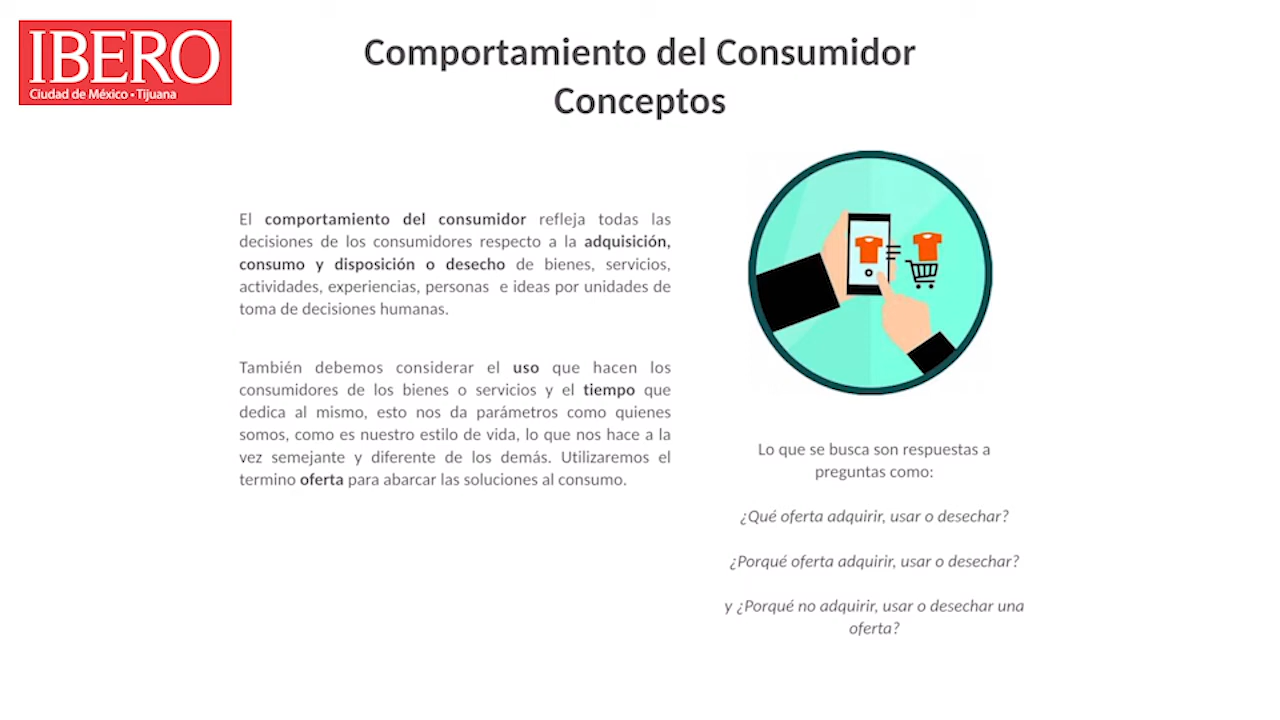 IBERO
Ciudad de México • Tijuana
Comportamiento del Consumidor
Conceptos
El comportamiento del consumidor refleja todas las
decisiones de los consumidores respecto a la adquisición,
consumo y disposición o desecho de bienes, servicios,
actividades, experiencias, personas e ideas por unidades de
toma de decisiones humanas.
También debemos considerar el uso que hacen los
consumidores de los bienes o servicios y el tiempo que
dedica al mismo, esto nos da parámetros como quienes
somos, como es nuestro estilo de vida, lo que nos hace a la
vez semejante y diferente de los demás. Utilizaremos el
termino oferta para abarcar las soluciones al consumo.
Lo que se busca son respuestas a
preguntas como:
¿Qué oferta adquirir, usar o desechar?
¿Porqué oferta adquirir, usar o desechar?
y ¿Porqué no adquirir, usar o desechar una
oferta?